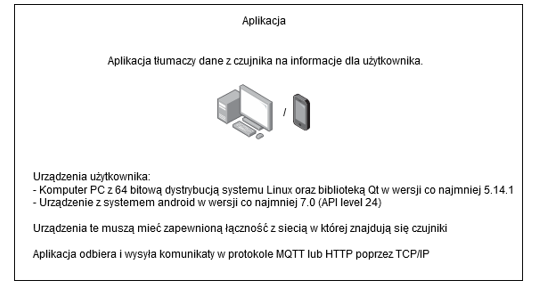 Aplikacja
Aplikacja tłumaczy dane z czujnika na informacje dla użytkownika.
/
Urządzenia użytkownika:
- Komputer PC z 64 bitową dystrybucją systemu Linux oraz biblioteką Qt w wersji co najmniej 5.14.1
- Urządzenie z systemem android w wersji co najmniej 7.0 (API level 24)
Urządzenia te muszą mieć zapewnioną łączność z siecią w której znajdują się czujniki
Aplikacja odbiera i wysyła komunikaty w protokole MQTT lub HTTP poprzez TCP/IP